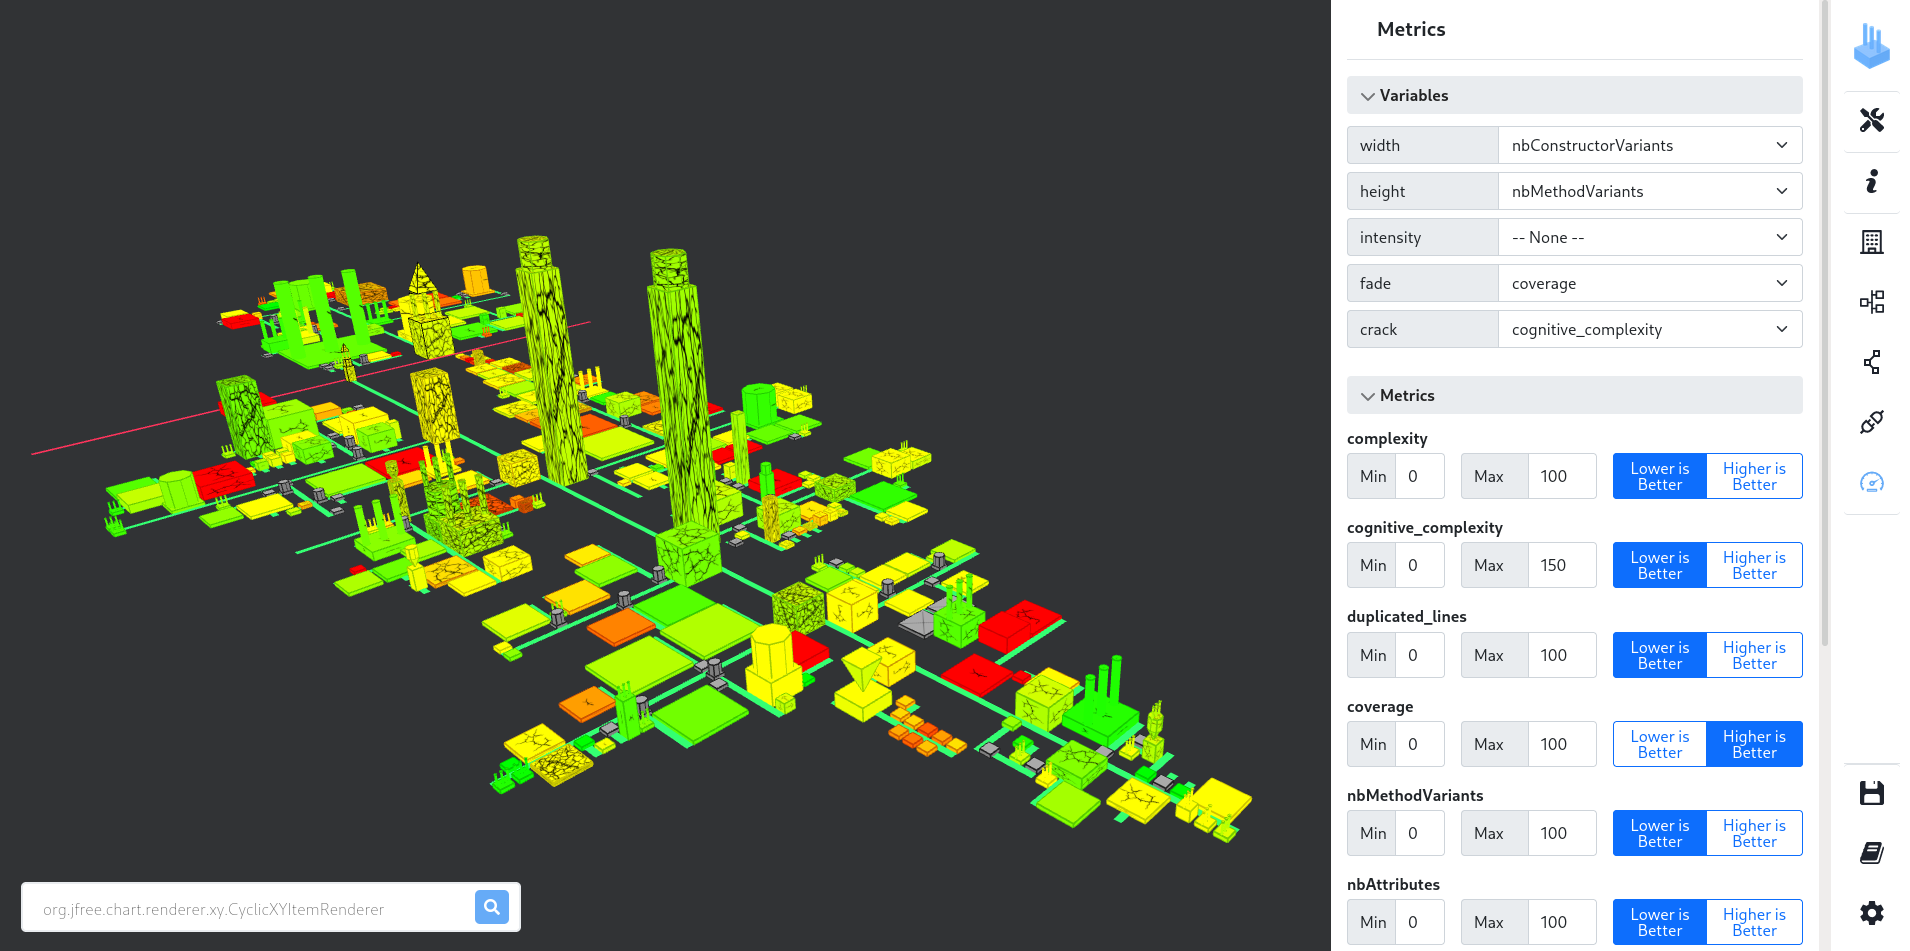 Metrics
Variables
width nbConstructorVariants
height nbMethodVariants
intensity -- None --
fade coverage
crack cognitive_complexity
Metrics
complexity
Min 0 Max 100 Lower is Better Higher is Better
cognitive_complexity
Min 0 Max 150 Lower is Better Higher is Better
duplicated_lines
Min 0 Max 100 Lower is Better Higher is Better
coverage
Min 0 Max 100 Lower is Better Higher is Better
nbMethodVariants
Min 0 Max 100 Lower is Better Higher is Better
nbAttributes
Min 0 Max 100 Lower is Better Higher is Better
org.jfree.chart.renderer.xy.CyclicXYItemRenderer